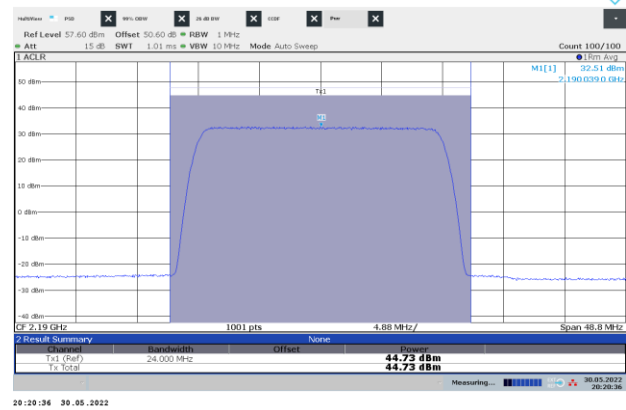 MultiView PSD X 99% OBW X 26 dB BW X CCDF X Pwr X
Ref Level 57.60 dBm Offset 50.60 dB RBW 1 MHz
Att 15 dB SWT 1.01 ms VBW 10 MHz Mode Auto Sweep Count 100/100
1 ACLR 1Rm Avg
M1[1] 32.51 dBm
2.1900390 GHz
50 dBm
Tx1
40 dBm
M1
30 dBm
20 dBm
10 dBm
0 dBm
-10 dBm
-20 dBm
-30 dBm
-40 dBm
CF 2.19 GHz 1001 pts 4.88 MHz/ Span 48.8 MHz
2 Result Summary None
Channel Bandwidth Offset Power
Tx1 (Ref) 24.000 MHz 44.73 dBm
Tx Total 44.73 dBm
Measuring... 30.05.2022
20:20:36
20:20:36 30.05.2022